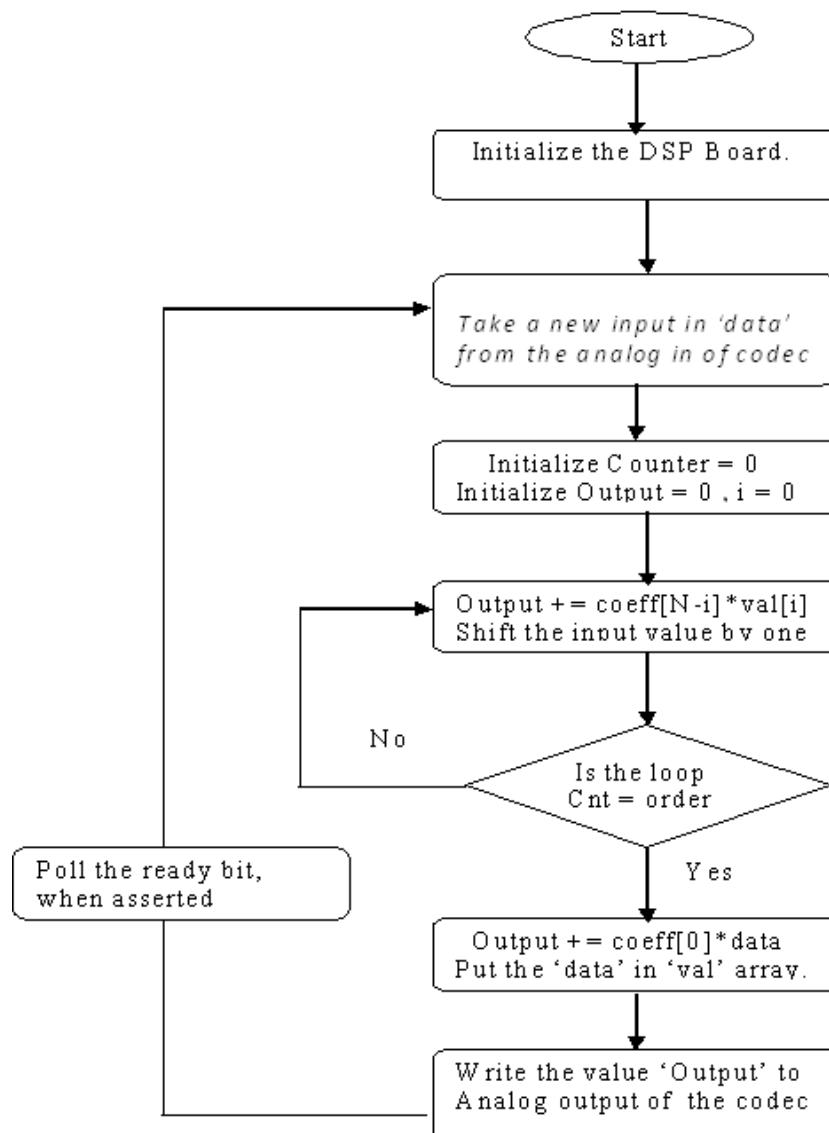 Start
Initialize the DSP Board.
Take a new input in ‘data’
from the analog in of codec
Initialize Counter = 0
Initialize Output = 0 , i = 0
Output += coeff[N-i]*val[i]
Shift the input value by one
No
Is the loop
Cnt = order
Poll the ready bit,
when asserted
Yes
Output += coeff[0]*data
Put the ‘data’ in ‘val’ array.
Write the value ‘Output’ to
Analog output of the codec